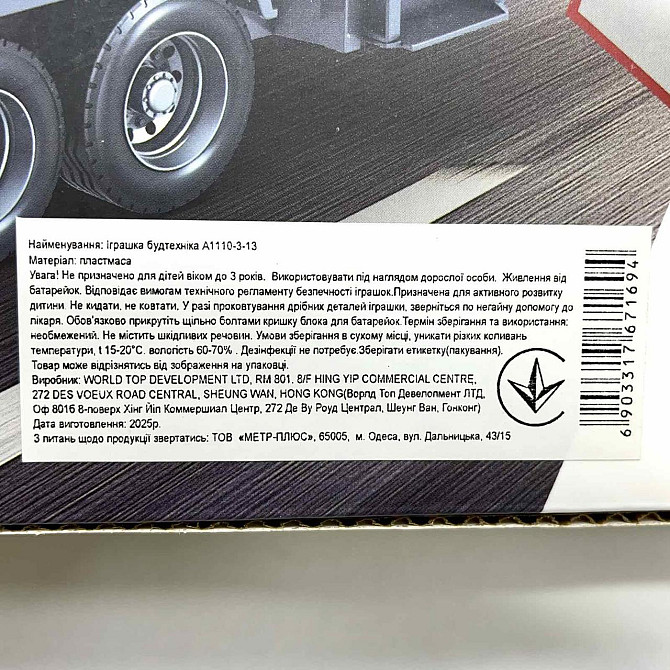 Найменування: іграшка будтехніка A1110-3-13
Матеріал: пластмаса
Увага! Не призначено для дітей віком до 3 років. Використовувати під наглядом дорослої особи. Живлення від
батарейок. Відповідає вимогам технічного регламенту безпечності іграшок.Призначена для активного розвитку
дитини. Не кидати, не ковтати. У разі проковтування дрібних деталей іграшки, зверніться по негайну допомогу до
лікаря. Обов'язково прикрутіть щільно болтами кришку блока для батарейок.Термін зберігання та використання:
необмежений. Не містить шкідливих речовин. Умови зберігання в сухому місці, уникати різких коливань
температури, t 15-20°С. вологість 60-70% . Дезінфекції не потребує.Зберігати етикетку(пакування).
Товар може відрізнятись від зображення на упаковці.
Виробник: WORLD TOP DEVELOPMENT LTD, RM 801. 8/F HING YIP COMMERCIAL CENTRE,
272 DES VOEUX ROAD CENTRAL, SHEUNG WAN, HONG KONG(Ворлд Топ Девелопмент ЛТД,
Оф 8016 8-поверх Хінг Йіп Коммершиал Центр, 272 Де Ву Роуд Централ, Шеунг Ван, Гонконг)
Дата виготовлення: 2025р.
З питань щодо продукції звертатись: ТОВ «МЕТР-ПЛЮС», 65005, м. Одеса, вул. Дальницька, 43/15
6903317671694